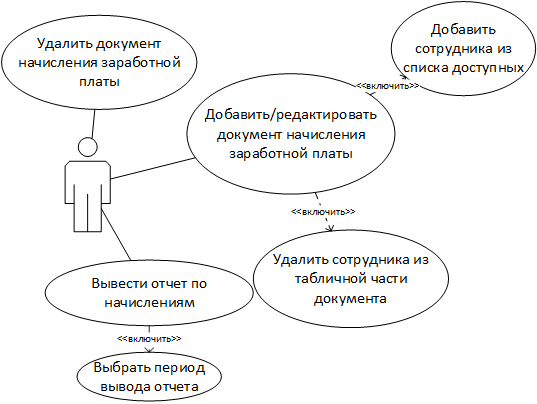 Удалить документ
начисления заработной
платы
Добавить
сотрудника из
списка доступных
<<включить>>
Добавить/редактировать
документ начисления
заработной платы
<<включить>>
Удалить сотрудника из
табличной части
документа
Вывести отчет по
начислениям
<<включить>>
Выбрать период
вывода отчета